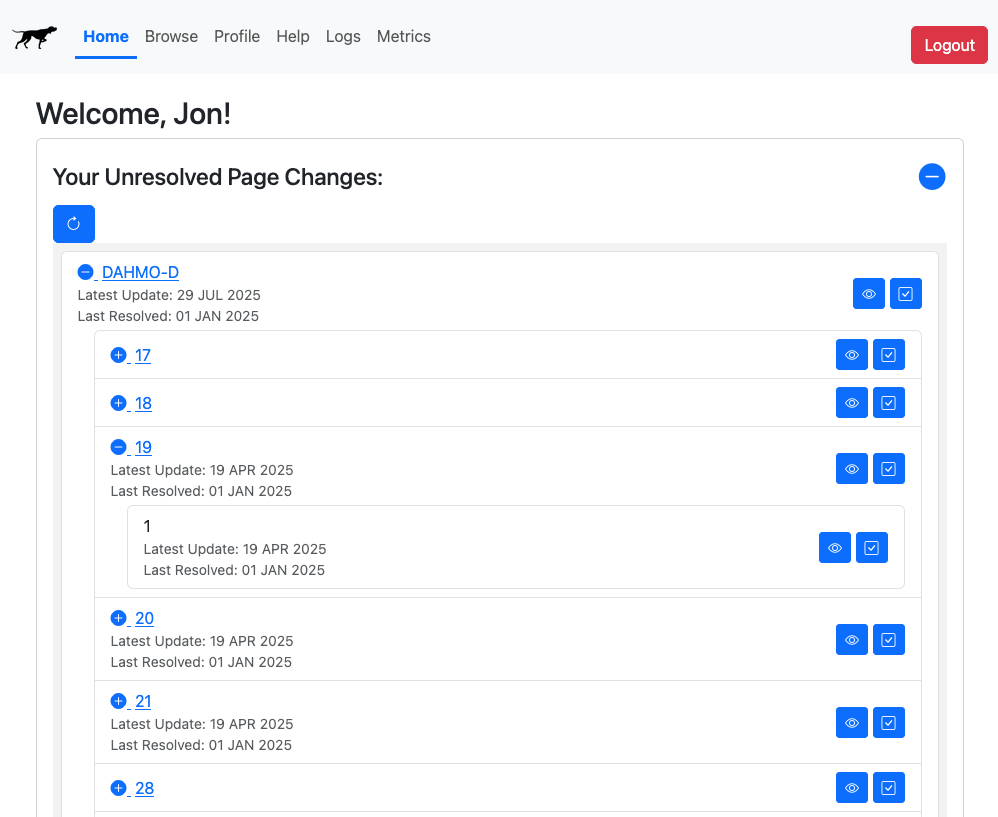 Home Browse Profile Help Logs Metrics
Logout
Welcome, Jon!
Your Unresolved Page Changes:
DAHMO-D
Latest Update: 29 JUL 2025
Last Resolved: 01 JAN 2025
17
18
19
Latest Update: 19 APR 2025
Last Resolved: 01 JAN 2025
1
Latest Update: 19 APR 2025
Last Resolved: 01 JAN 2025
20
Latest Update: 19 APR 2025
Last Resolved: 01 JAN 2025
21
Latest Update: 19 APR 2025
Last Resolved: 01 JAN 2025
28